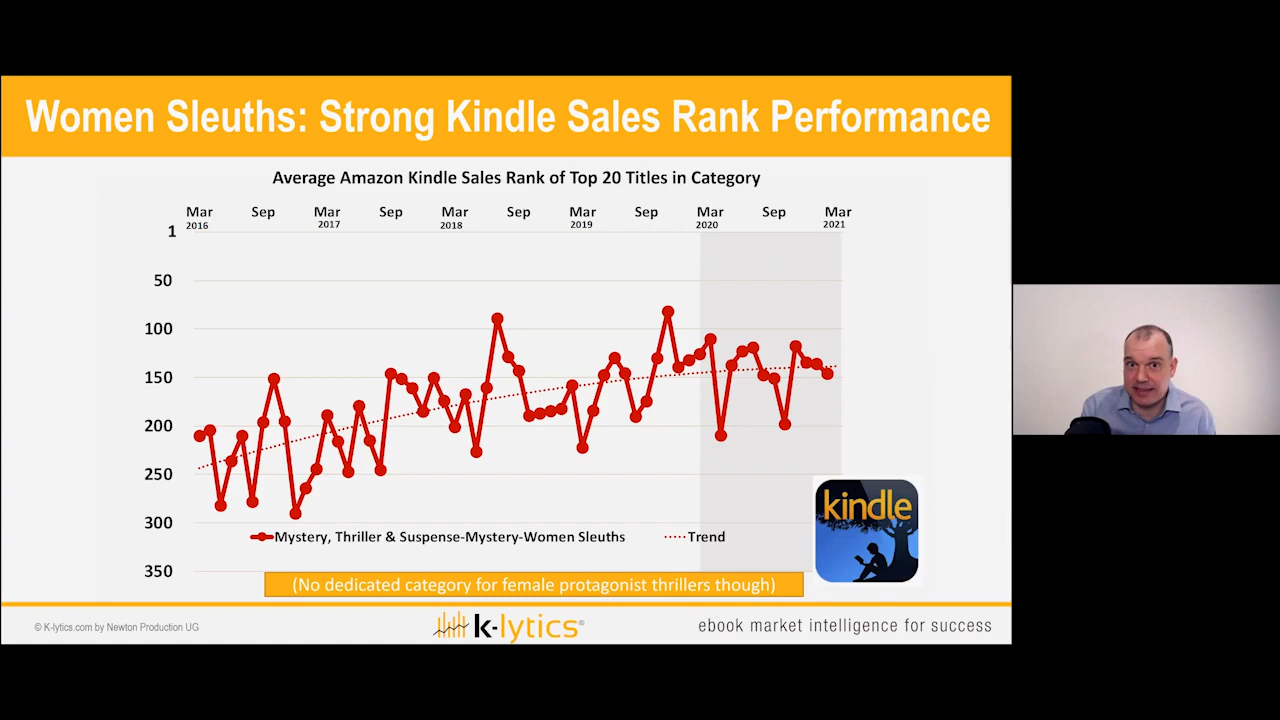 Women Sleuths: Strong Kindle Sales Rank Performance
Average Amazon Kindle Sales Rank of Top 20 Titles in Category
Mar Sep Mar Sep Mar Sep Mar Sep Mar Sep Mar
2016 2017 2018 2019 2020 2021
1
50
100
150
200
250
300
350
Mystery, Thriller & Suspense-Mystery-Women Sleuths Trend
kindle
(No dedicated category for female protagonist thrillers though)
© K-lytics.com by Newton Production UG
k-lytics®
ebook market intelligence for success